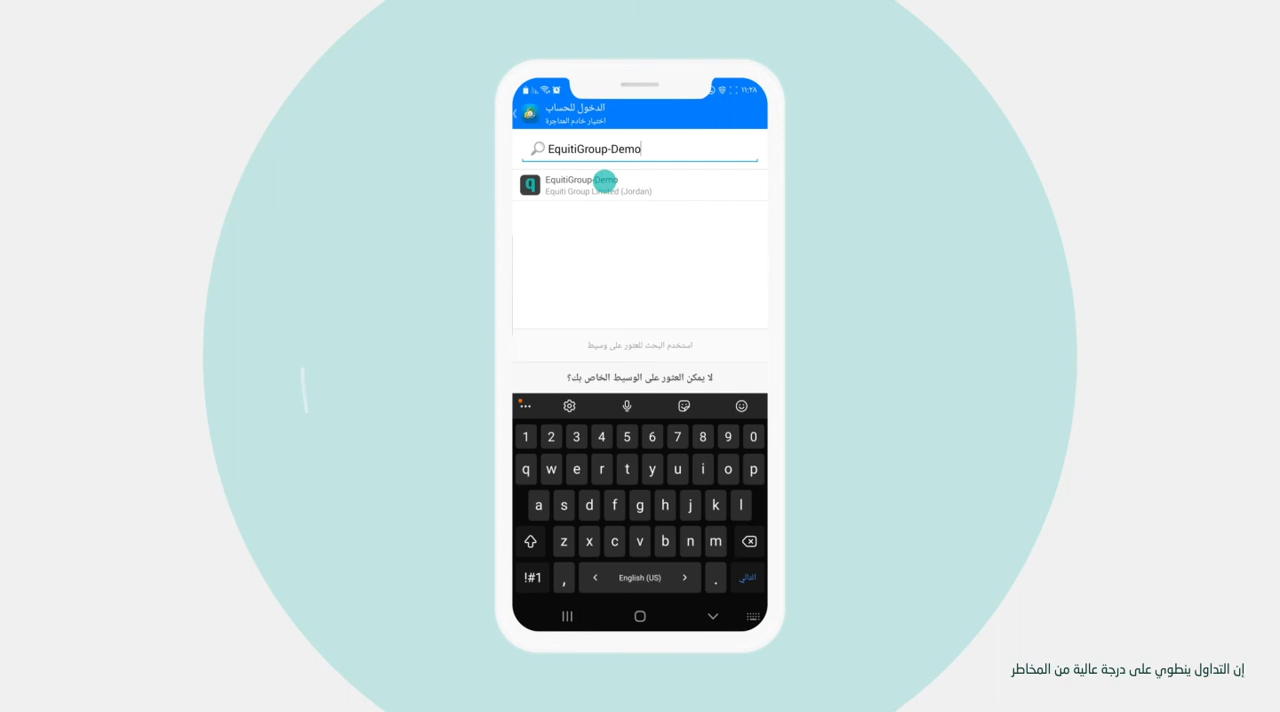 ١١:٢٨
الدخول للحساب
اختيار خادم المتاجرة
EquitiGroup-Demo
EquitiGroup-Demo
Equiti Group Limited (Jordan)
استخدم البحث للعثور على وسيط
لا يمكن العثور على الوسيط الخاص بك؟
1 2 3 4 5 6 7 8 9 0
q w e r t y u i o p
a s d f g h j k l
z x c v b n m
!#1 , English (US) . التالي
إن التداول ينطوي على درجة عالية من المخاطر